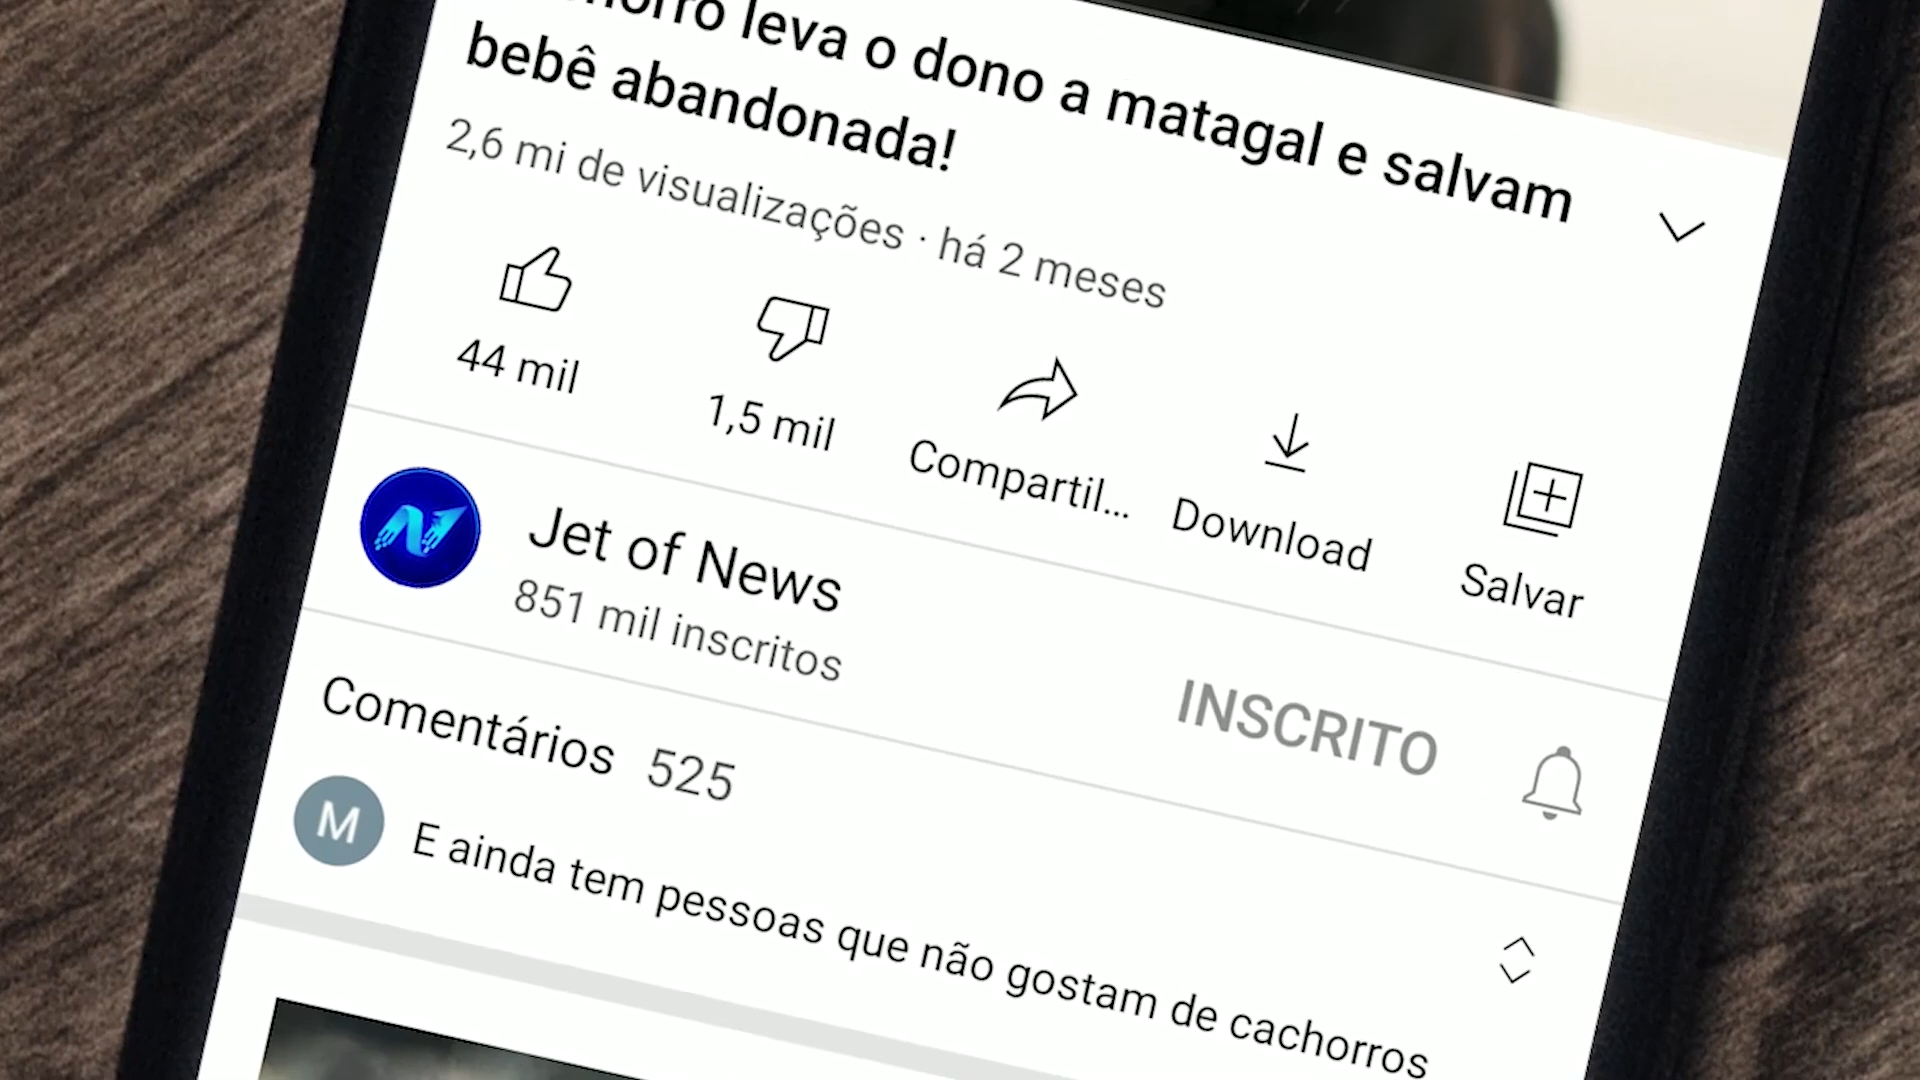 leva o dono a matagal e salvam
bebê abandonada!
2,6 mi de visualizações · há 2 meses
44 mil
1,5 mil
Compartil...
Download
Salvar
Jet of News
851 mil inscritos
INSCRITO
Comentários 525
M
E ainda tem pessoas que não gostam de cachorros